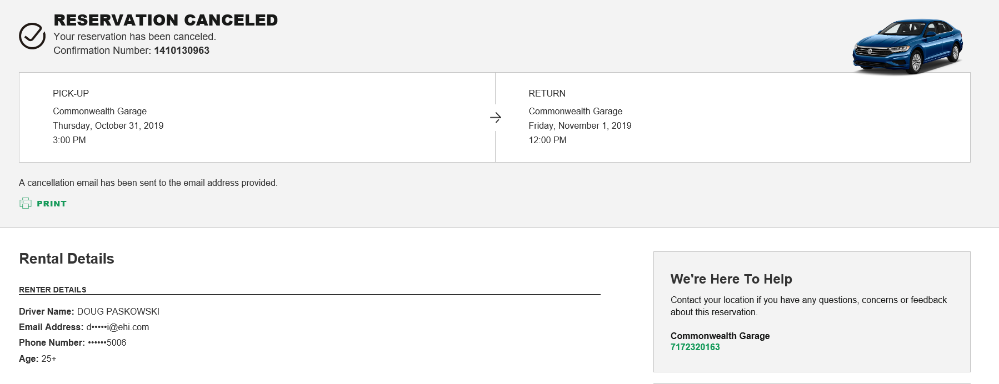 RESERVATION CANCELED
Your reservation has been canceled.
Confirmation Number: 1410130963
PICK-UP
Commonwealth Garage
Thursday, October 31, 2019
3:00 PM
RETURN
Commonwealth Garage
Friday, November 1, 2019
12:00 PM
A cancellation email has been sent to the email address provided.
PRINT
Rental Details
RENTER DETAILS
Driver Name: DOUG PASKOWSKI
Email Address: d•••••i@ehi.com
Phone Number: ••••••5006
Age: 25+
We're Here To Help
Contact your location if you have any questions, concerns or feedback
about this reservation.
Commonwealth Garage
7172320163